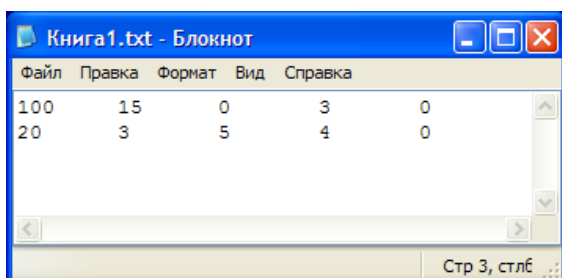 Книга1.txt - Блокнот
Файл Правка Формат Вид Справка
100 15 0 3 0
20 3 5 4 0
Стр 3, стлб